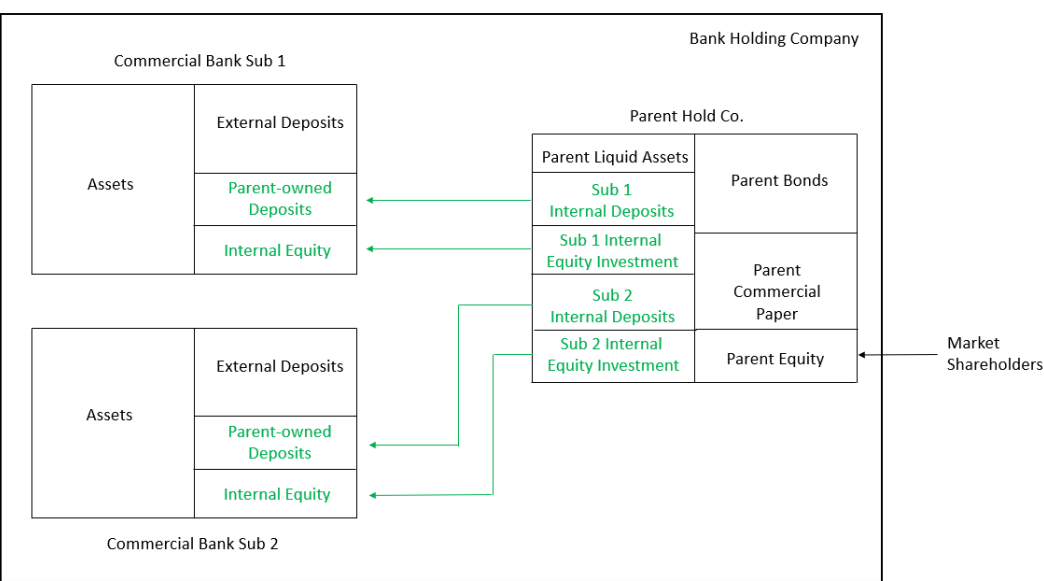 Bank Holding Company
Commercial Bank Sub 1
External Deposits
Assets
Parent-owned
Deposits
Internal Equity
Parent Hold Co.
Parent Liquid Assets
Sub 1
Internal Deposits
Sub 1 Internal
Equity Investment
Sub 2
Internal Deposits
Sub 2 Internal
Equity Investment
Parent Bonds
Parent
Commercial
Paper
Parent Equity
Market
Shareholders
External Deposits
Assets
Parent-owned
Deposits
Internal Equity
Commercial Bank Sub 2